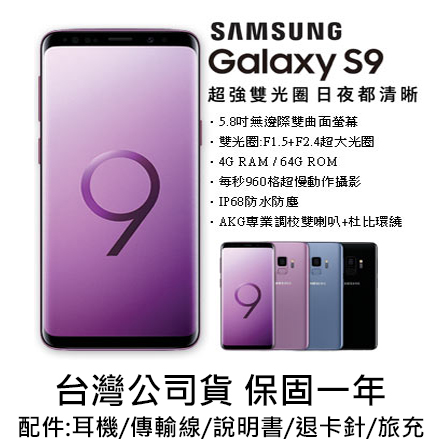 SAMSUNG
Galaxy S9
超強雙光圈 日夜都清晰
·5.8吋無邊際雙曲面螢幕
·雙光圈:F1.5+F2.4超大光圈
·4G RAM / 64G ROM
·每秒960格超慢動作攝影
·IP68防水防塵
·AKG專業調校雙喇叭+杜比環繞
9
9
台灣公司貨 保固一年
配件:耳機/傳輸線/說明書/退卡針/旅充